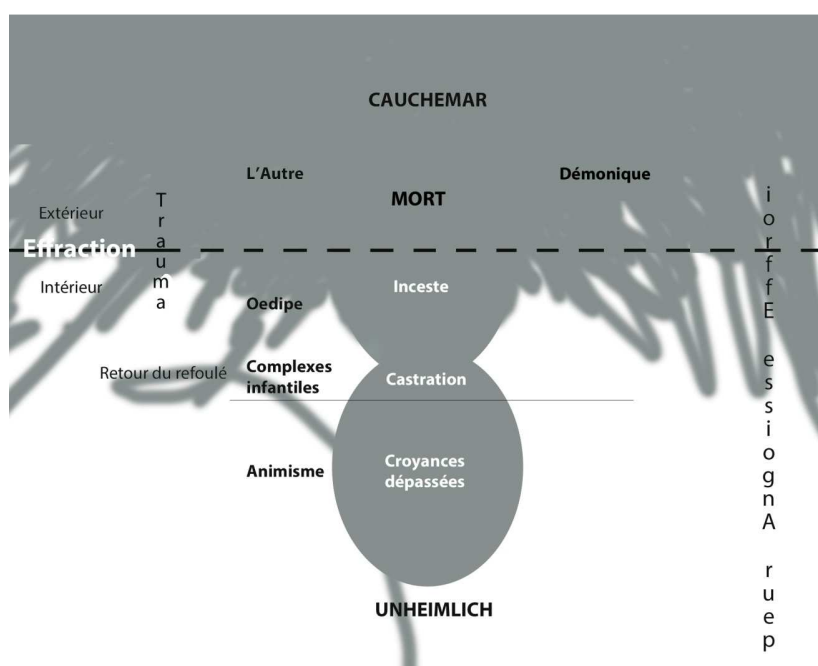 CAUCHEMAR
L'Autre
Démonique
MORT
Extérieur
Trauma
Effraction
Intérieur
Inceste
Oedipe
Retour du refoulé
Complexes
infantiles
Castration
Animisme
Croyances
dépassées
UNHEIMLICH
peur Angoisse Effroi